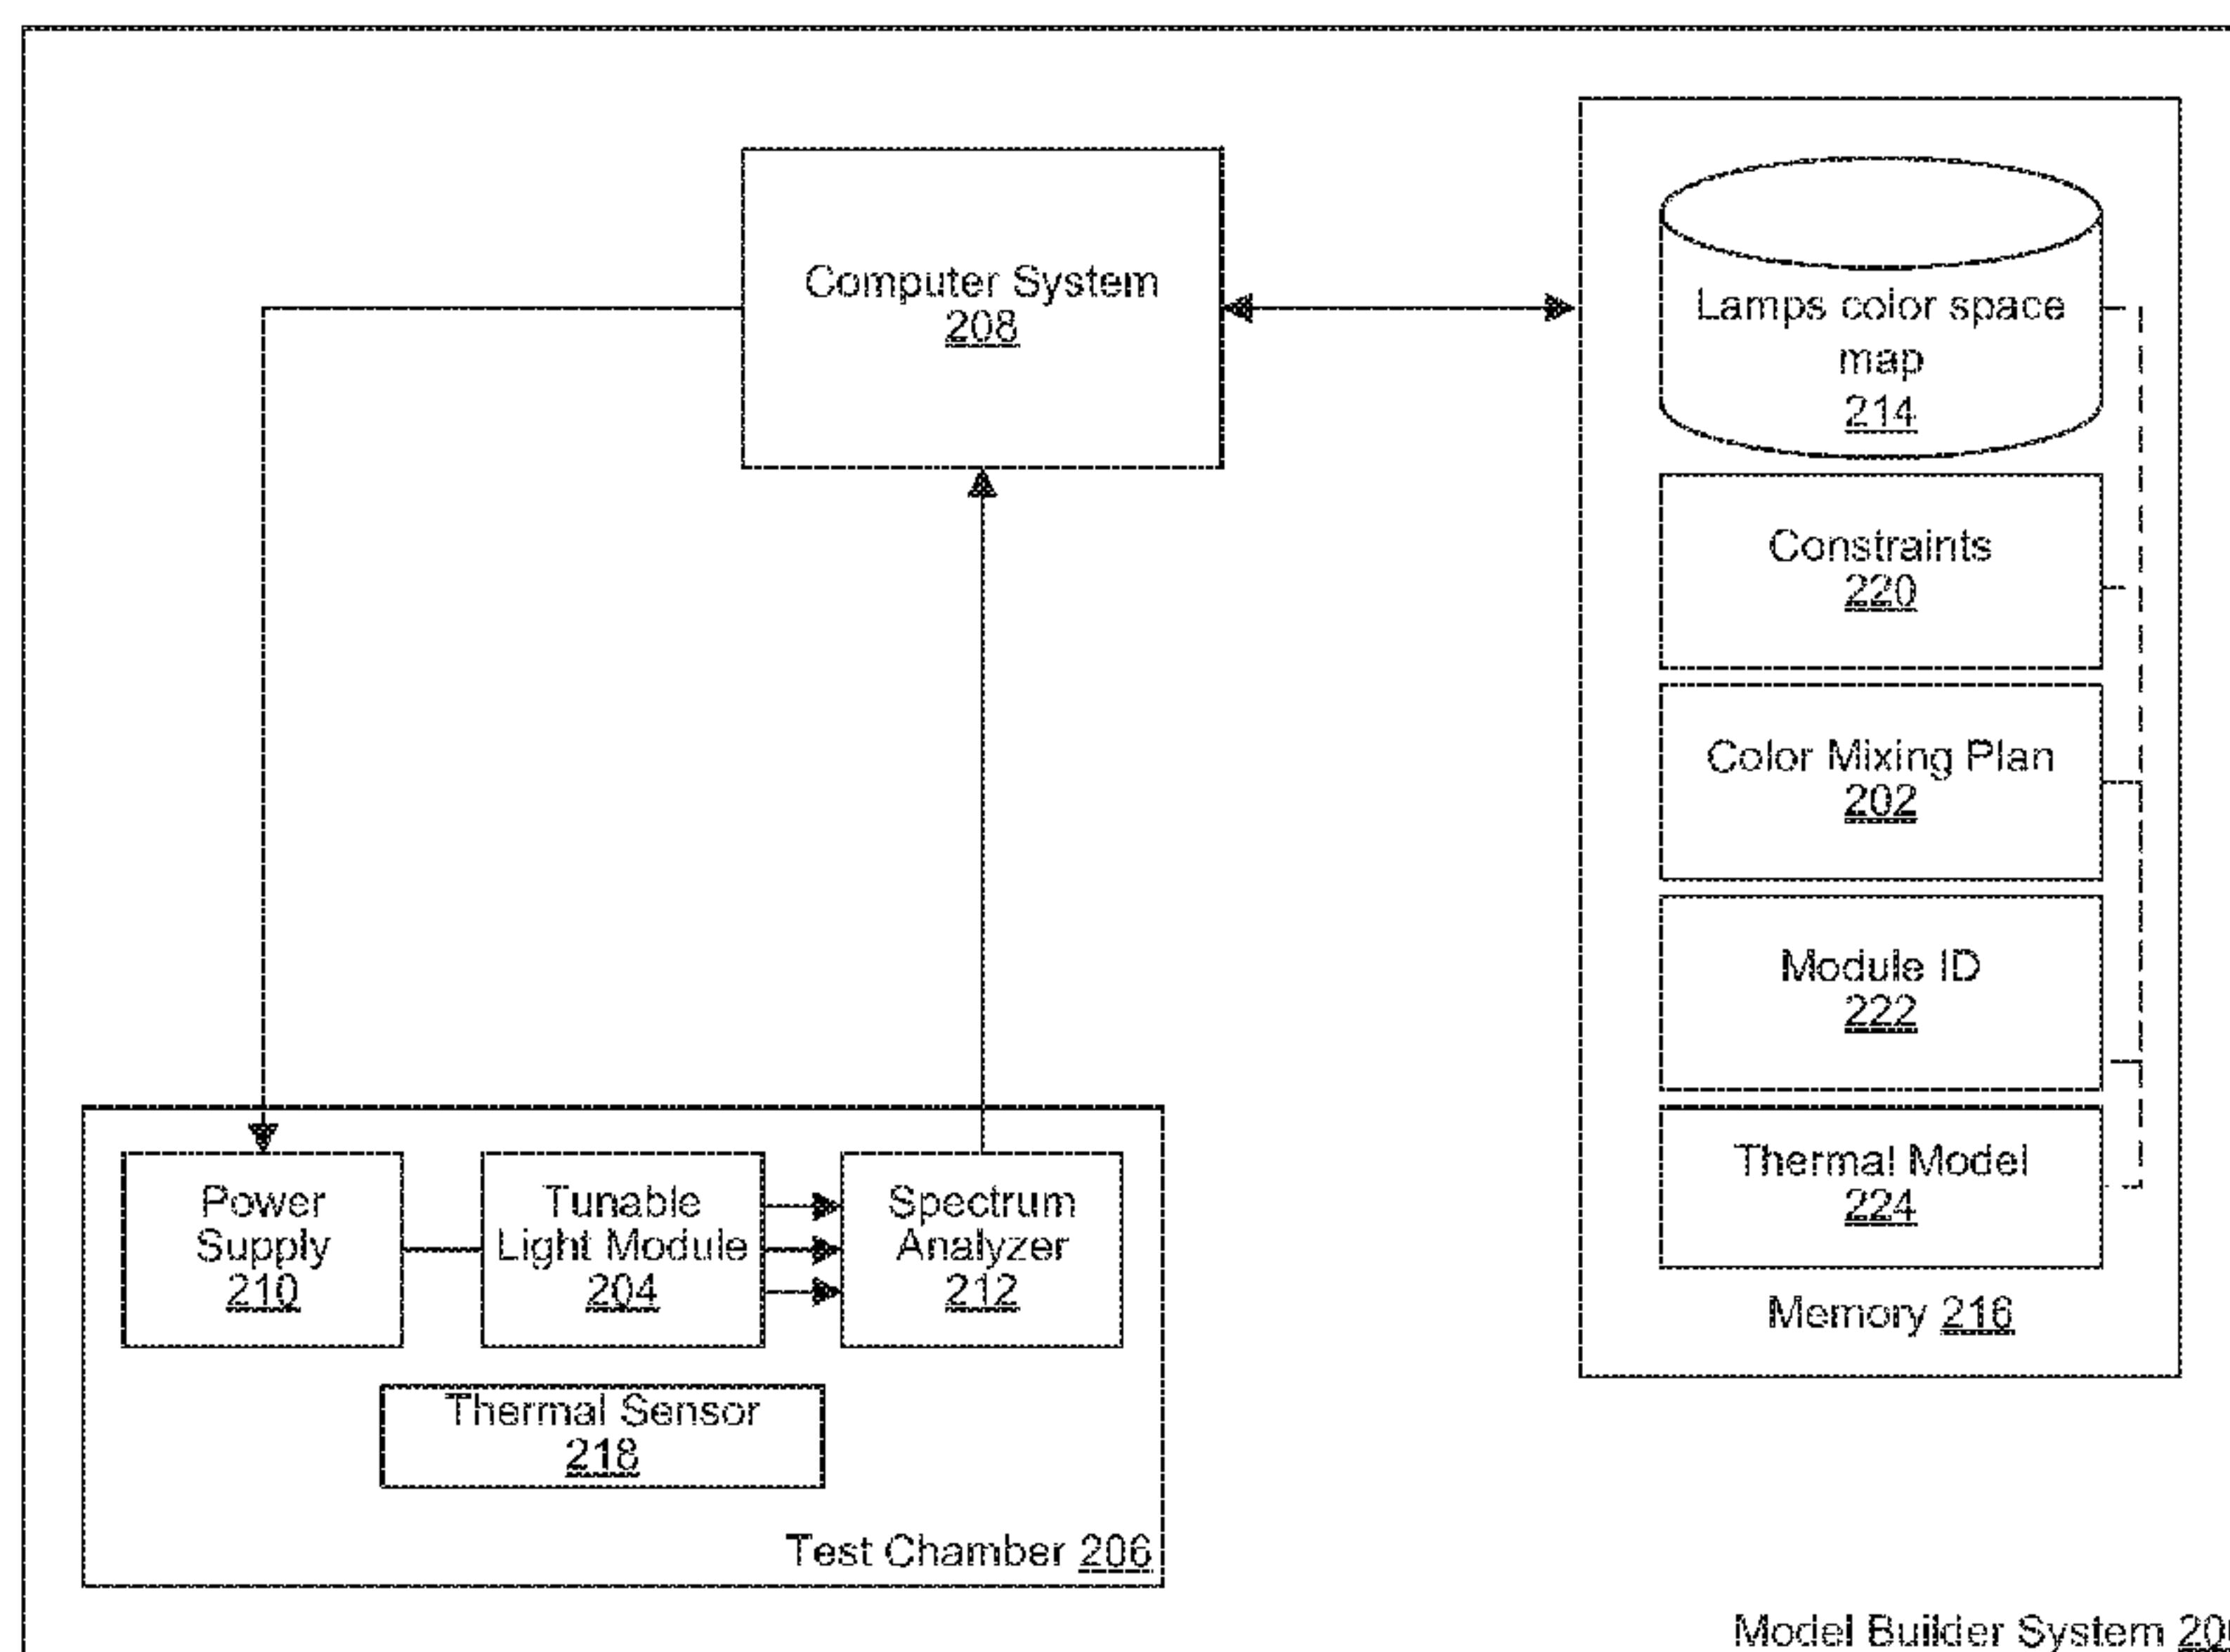 Computer System
208
Lamps color space
map
214
Constraints
220
Color Mixing Plan
202
Module ID
222
Thermal Model
224
Memory 216
Power
Supply
210
Tunable
Light Module
204
Spectrum
Analyzer
212
Thermal Sensor
218
Test Chamber 206
Model Builder System